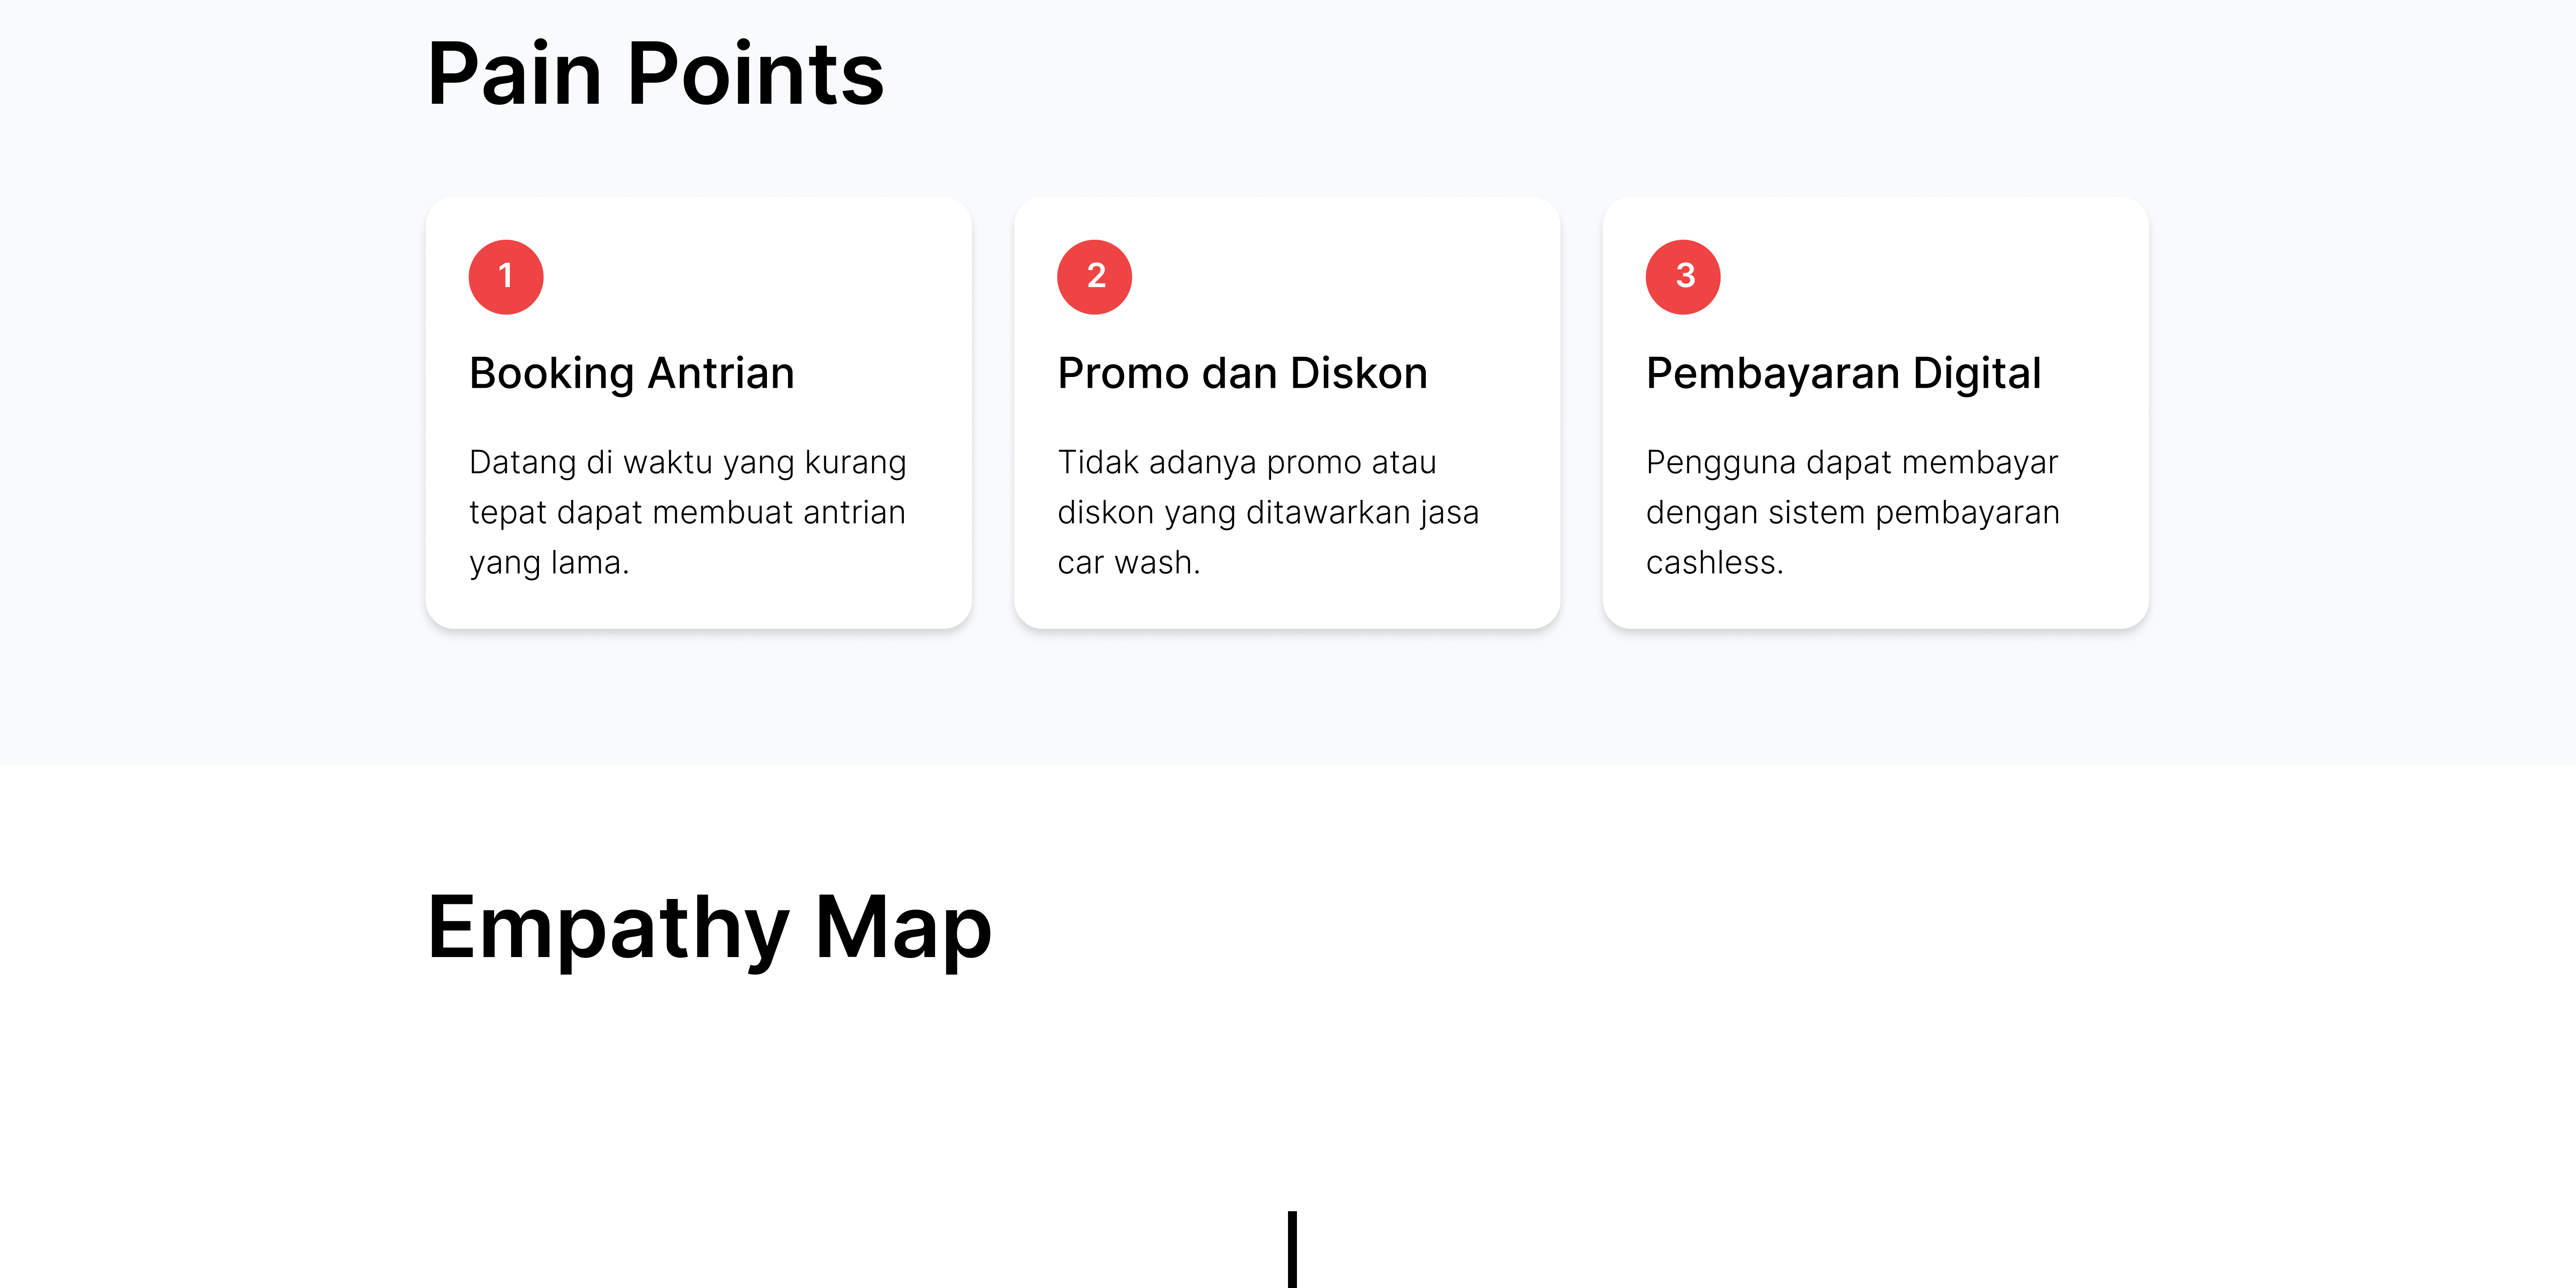 Pain Points
1
Booking Antrian
Datang di waktu yang kurang
tepat dapat membuat antrian
yang lama.
2
Promo dan Diskon
Tidak adanya promo atau
diskon yang ditawarkan jasa
car wash.
3
Pembayaran Digital
Pengguna dapat membayar
dengan sistem pembayaran
cashless.
Empathy Map